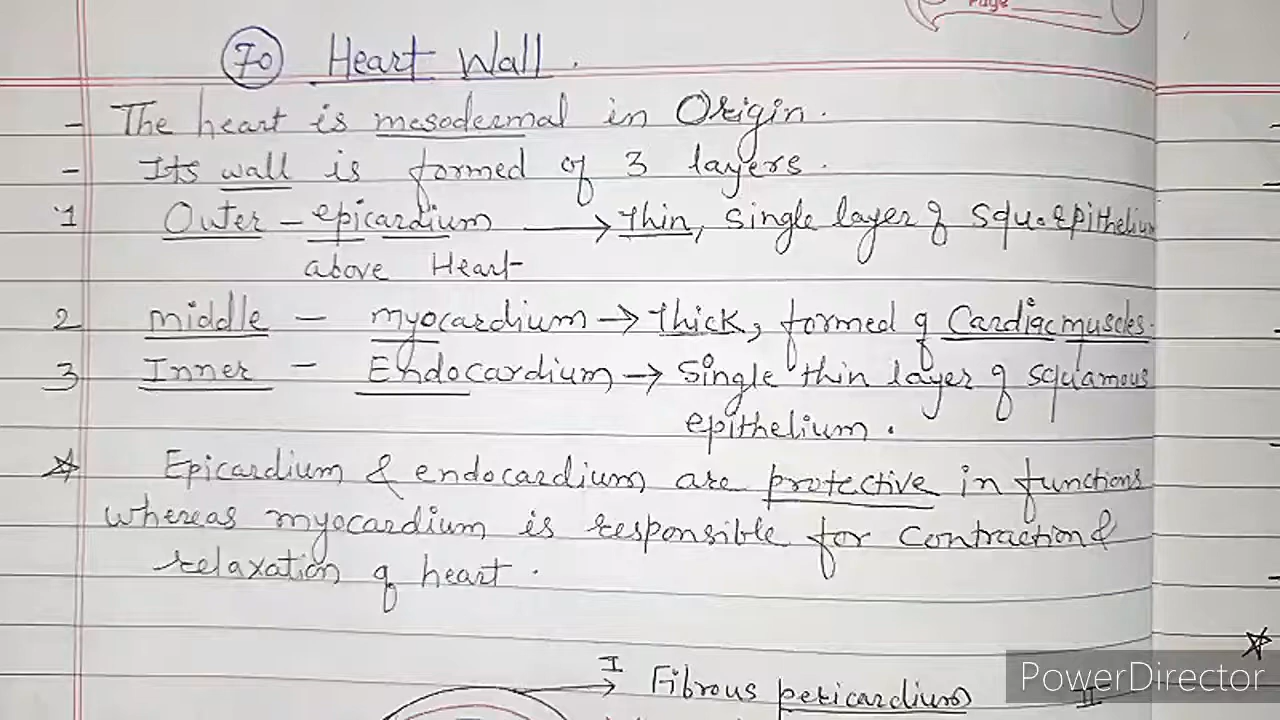 Page
70 Heart Wall.
- The heart is mesodermal in Origin.
- Its wall is formed of 3 layers.
1 Outer - epicardium → thin, single layer of squ. epithelium
above Heart
2 middle - myocardium → thick, formed of Cardiac muscles.
3 Inner - Endocardium → Single thin layer of squamous
epithelium.
☆ Epicardium & endocardium are protective in functions
whereas myocardium is responsible for contraction &
relaxation of heart.
I → Fibrous pericardium
II
PowerDirector